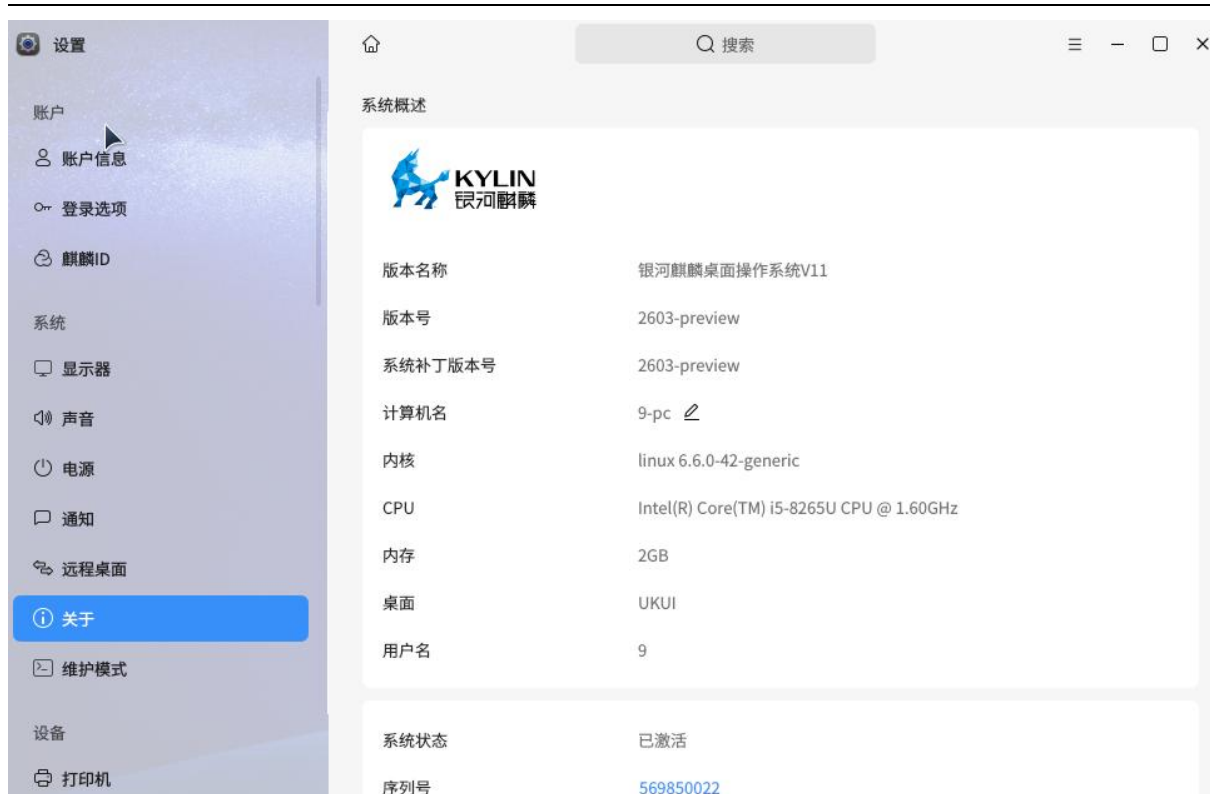 设置
搜索
账户
账户信息
登录选项
麒麟ID
系统
显示器
声音
电源
通知
远程桌面
关于
维护模式
设备
打印机
系统概述
KYLIN
银河麒麟
版本名称 银河麒麟桌面操作系统V11
版本号 2603-preview
系统补丁版本号 2603-preview
计算机名 9-pc
内核 linux 6.6.0-42-generic
CPU Intel(R) Core(TM) i5-8265U CPU @ 1.60GHz
内存 2GB
桌面 UKUI
用户名 9
系统状态 已激活
序列号 569850022